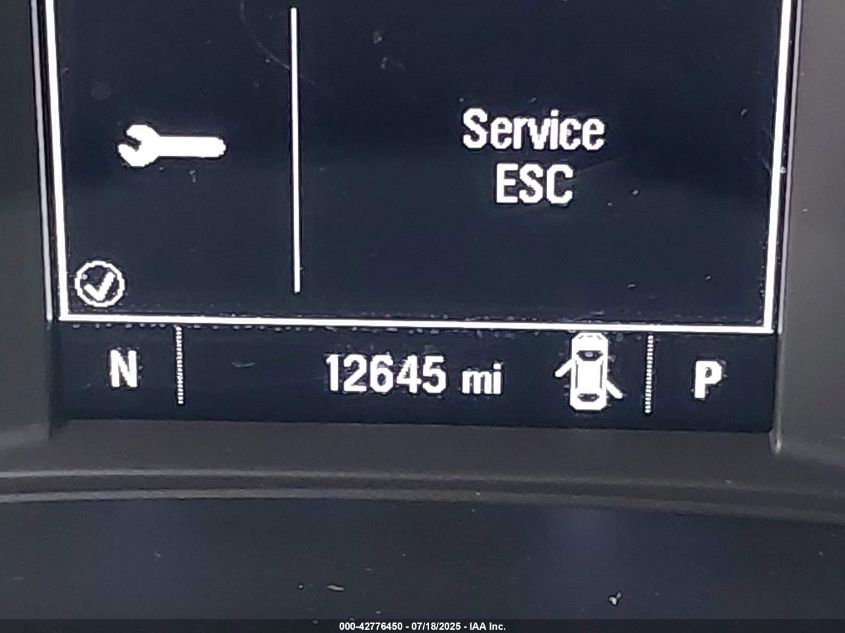 Service
ESC
N
12645 mi
P
000-42776450 - 07/18/2025 - IAA Inc.